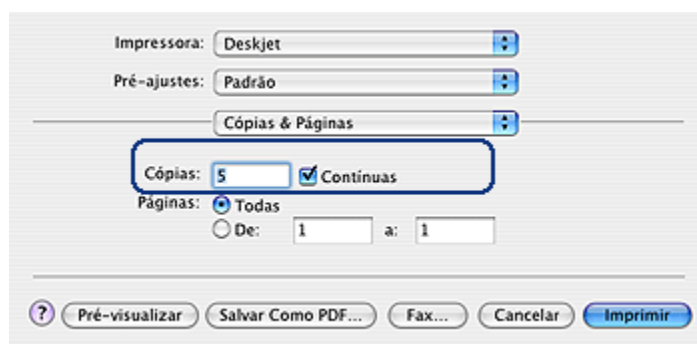 Impressora: Deskjet
Pré-ajustes: Padrão
Cópias & Páginas
Cópias: 5 Contínuas
Páginas: Todas
De: 1 a: 1
? Pré-visualizar Salvar Como PDF... Fax... Cancelar Imprimir